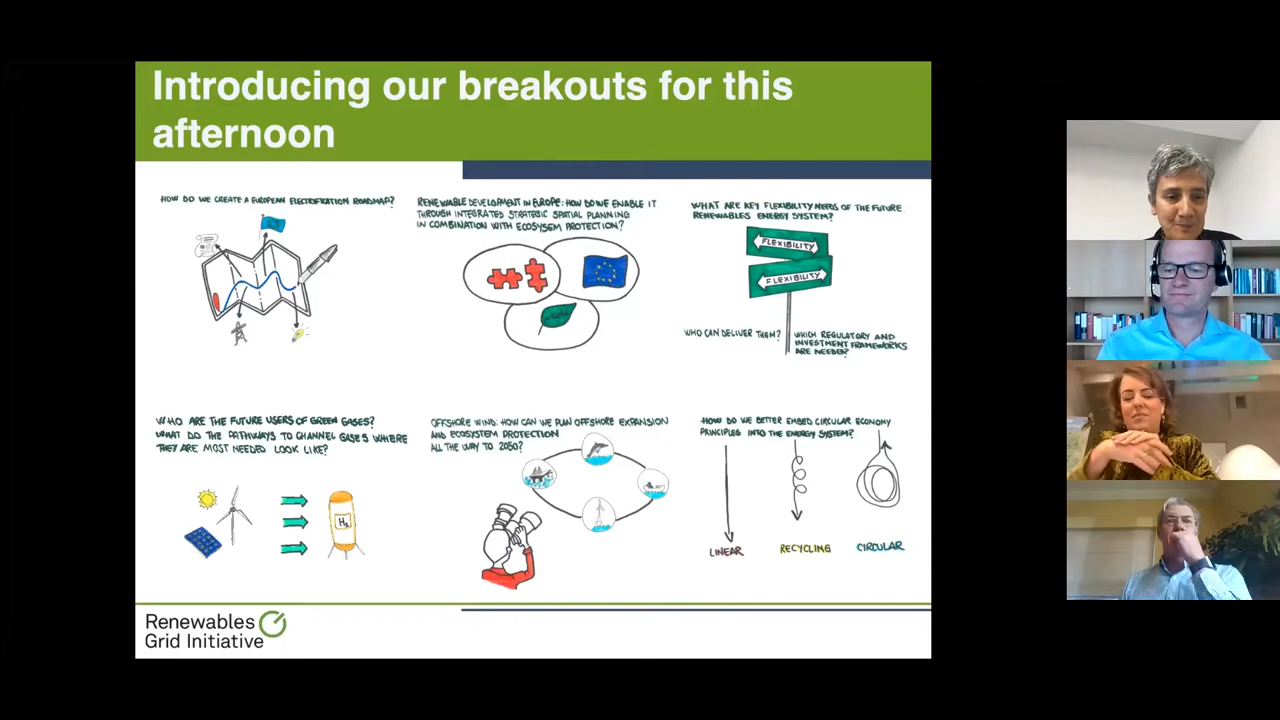 Introducing our breakouts for this
afternoon
HOW DO WE CREATE A EUROPEAN ELECTRIFICATION ROADMAP?
RENEWABLE DEVELOPMENT IN EUROPE: HOW DO WE ENABLE IT
THROUGH INTEGRATED STRATEGIC SPATIAL PLANNING
IN COMBINATION WITH ECOSYSEM PROTECTION?
WHAT ARE KEY FLEXIBILITY NEEDS OF THE FUTURE
RENEWABLES ENERGY SYSTEM?
FLEXIBILITY
FLEXIBILITY
WHO CAN DELIVER THEM?
WHICH REGULATORY AND
INVESTMENT FRAMEWORKS
ARE NEEDED?
WHO ARE THE FUTURE USERS OF GREEN GASES?
WHAT DO THE PATHWAYS TO CHANNEL GASES WHERE
THEY ARE MOST NEEDED LOOK LIKE?
H2
OFFSHORE WIND: HOW CAN WE PLAN OFFSHORE EXPANSION
AND ECOSYSTEM PROTECTION
ALL THE WAY TO 2050?
HOW DO WE BETTER EMBED CIRCULAR ECONOMY
PRINCIPLES INTO THE ENERGY SYSTEM?
LINEAR
RECYCLING
CIRCULAR
Renewables
Grid Initiative